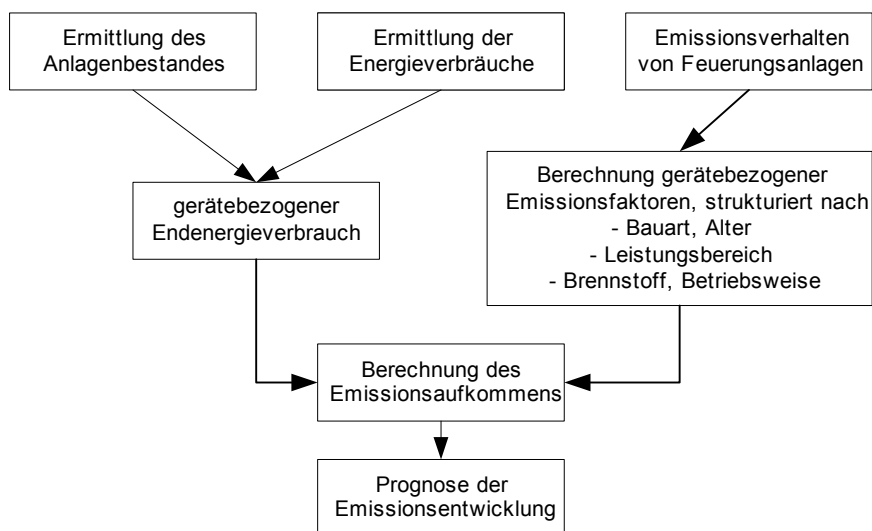 Ermittlung des
Anlagenbestandes
Ermittlung der
Energieverbräuche
Emissionsverhalten
von Feuerungsanlagen
gerätebezogener
Endenergieverbrauch
Berechnung gerätebezogener
Emissionsfaktoren, strukturiert nach
- Bauart, Alter
- Leistungsbereich
- Brennstoff, Betriebsweise
Berechnung des
Emissionsaufkommens
Prognose der
Emissionsentwicklung